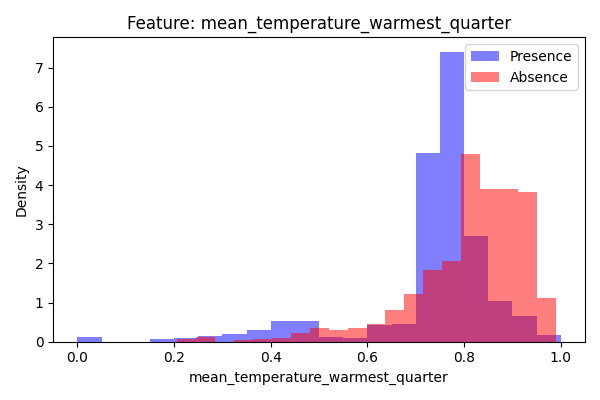 Feature: mean_temperature_warmest_quarter
Presence
Absence
Density
7
6
5
4
3
2
1
0
0.0 0.2 0.4 0.6 0.8 1.0
mean_temperature_warmest_quarter